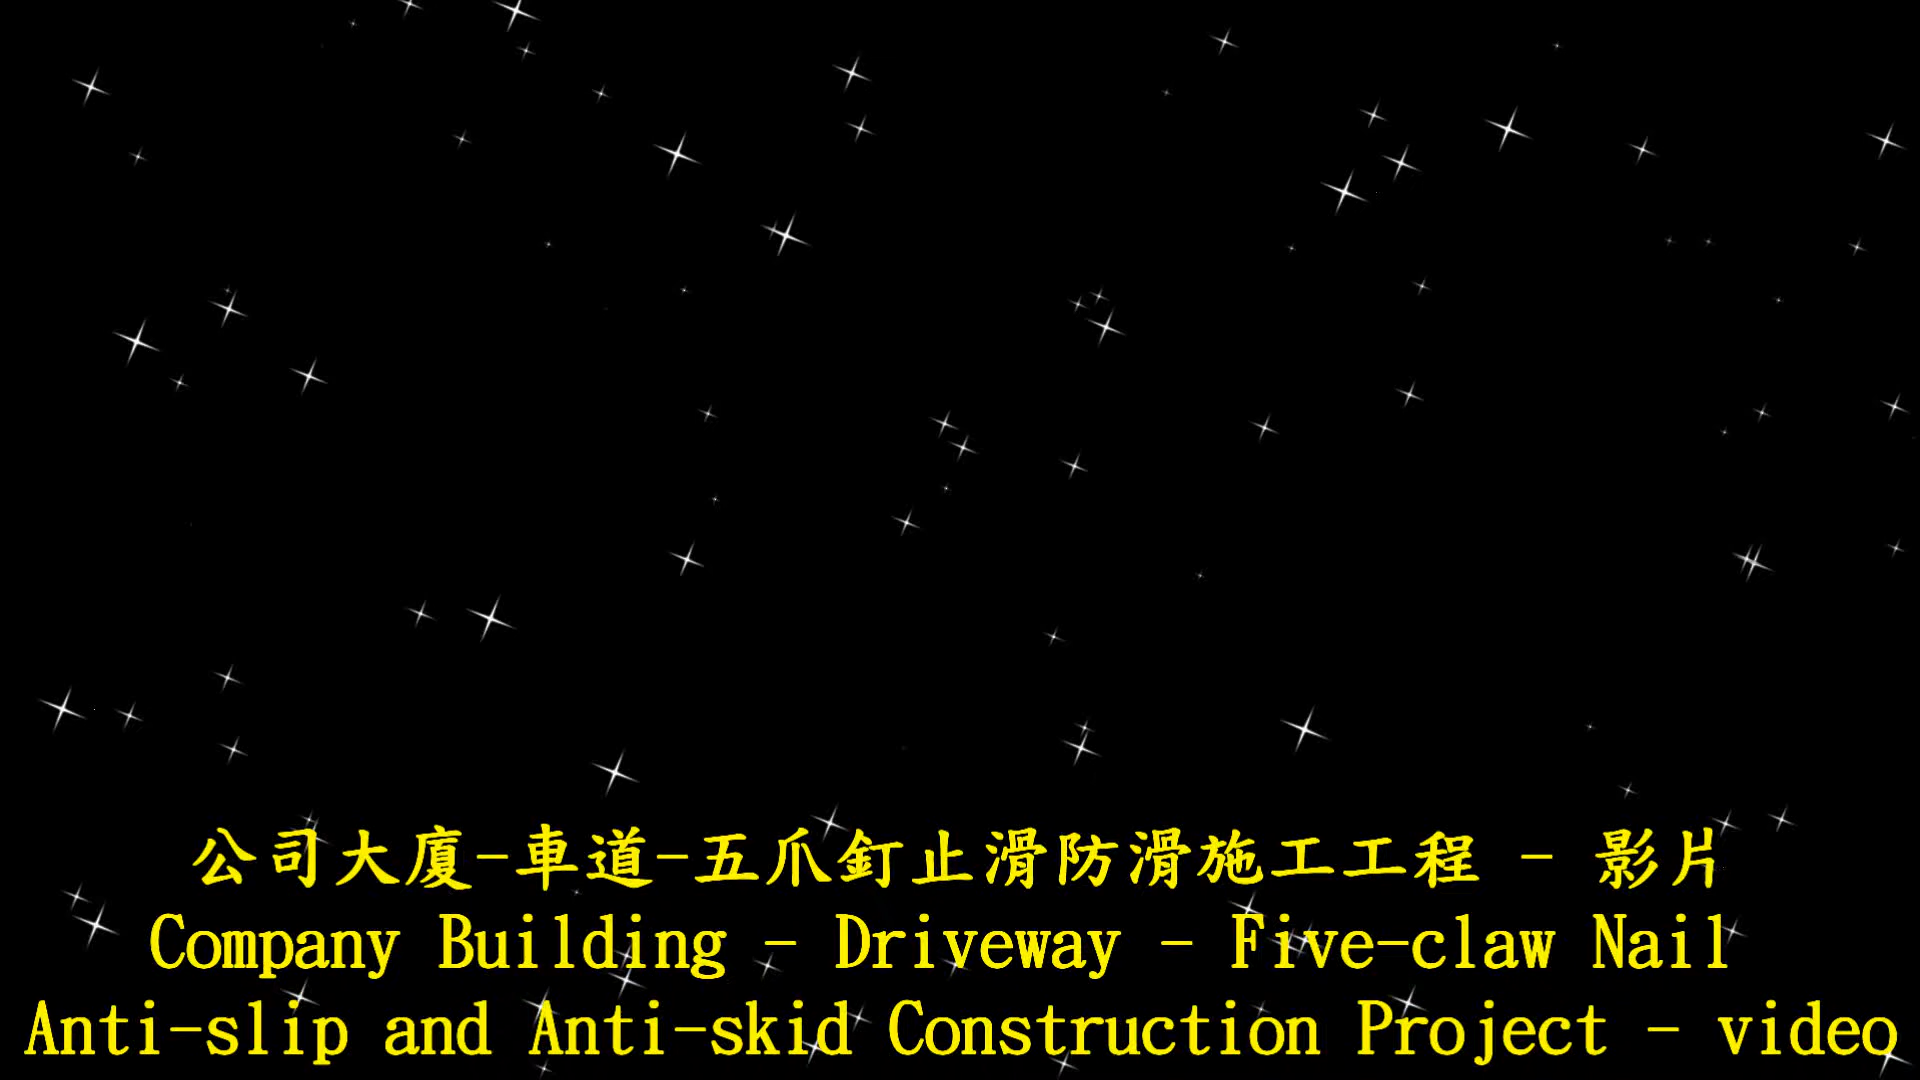 公司大廈-車道-五爪釘止滑防滑施工工程 - 影片
Company Building - Driveway - Five-claw Nail
Anti-slip and Anti-skid Construction Project - video